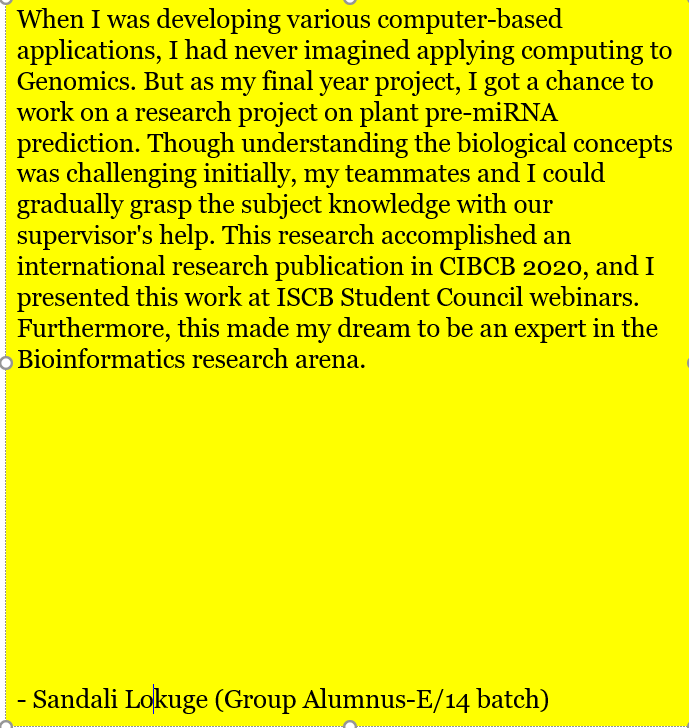 When I was developing various computer-based
applications, I had never imagined applying computing to
Genomics. But as my final year project, I got a chance to
work on a research project on plant pre-miRNA
prediction. Though understanding the biological concepts
was challenging initially, my teammates and I could
gradually grasp the subject knowledge with our
supervisor's help. This research accomplished an
international research publication in CIBCB 2020, and I
presented this work at ISCB Student Council webinars.
Furthermore, this made my dream to be an expert in the
Bioinformatics research arena.
- Sandali Lokuge (Group Alumnus-E/14 batch)